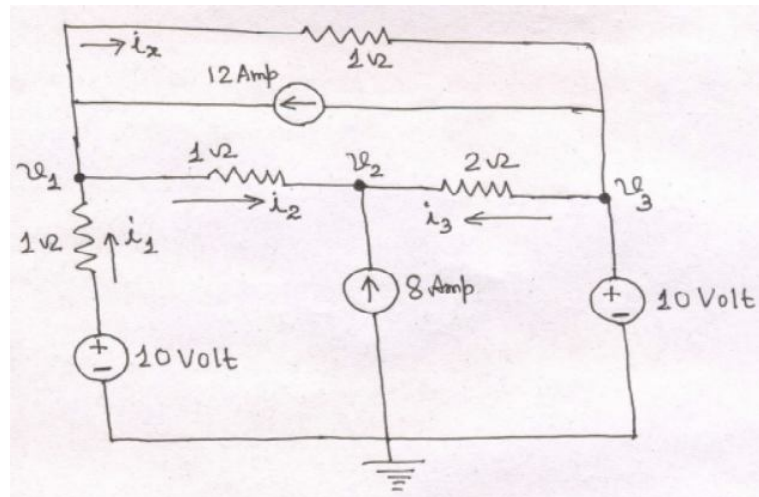 iₓ
1Ω
12 Amp
v₁
1Ω
v₂
2Ω
v₃
i₂
i₃
1Ω
i₁
8 Amp
+
-
10 Volt
+
-
10 Volt